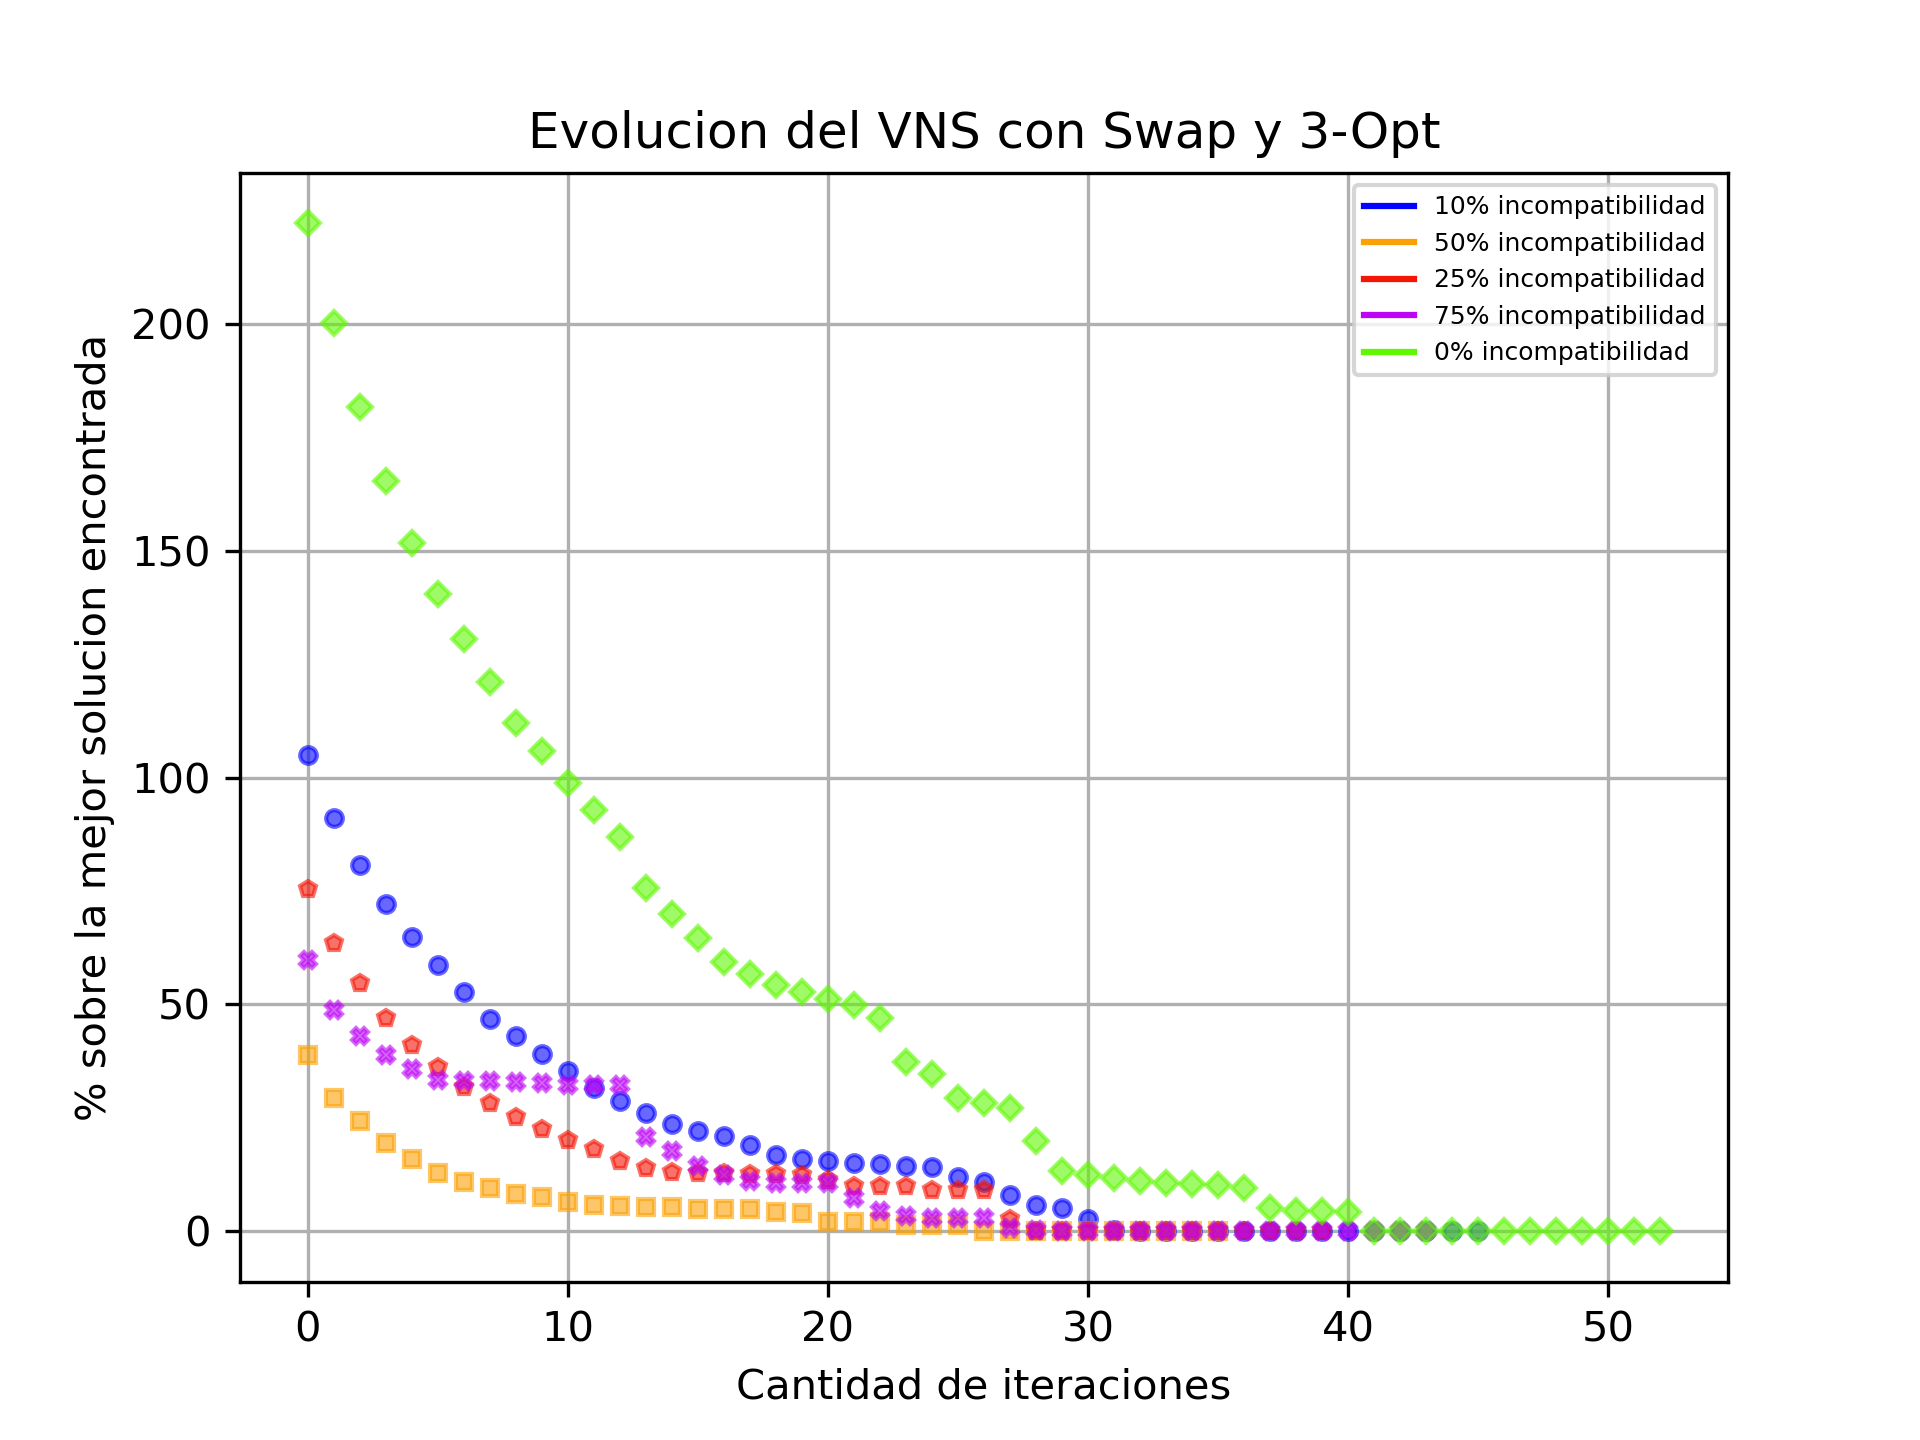 Evolucion del VNS con Swap y 3-Opt
10% incompatibilidad
50% incompatibilidad
25% incompatibilidad
75% incompatibilidad
0% incompatibilidad
% sobre la mejor solucion encontrada
200
150
100
50
0
0 10 20 30 40 50
Cantidad de iteraciones